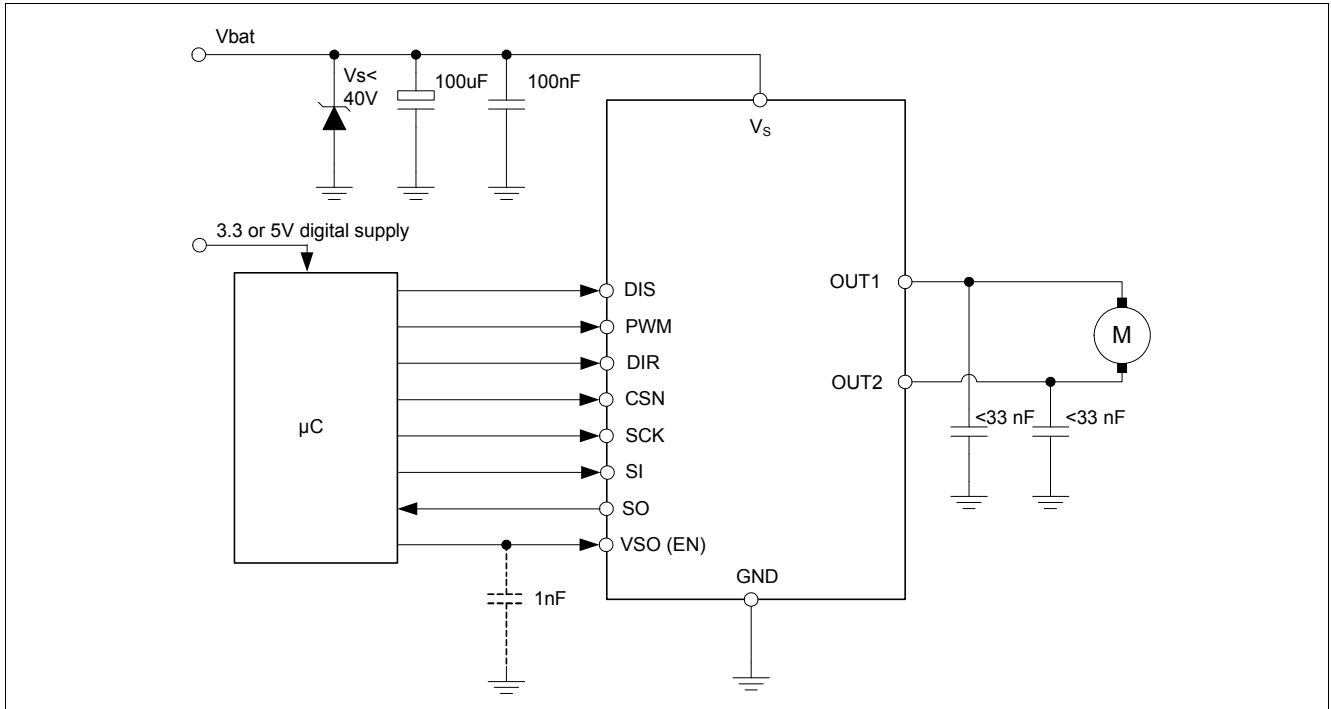 Vbat
Vs<
40V
100uF
100nF
VS
3.3 or 5V digital supply
µC
DIS
PWM
DIR
CSN
SCK
SI
SO
VSO (EN)
1nF
GND
OUT1
OUT2
M
<33 nF
<33 nF